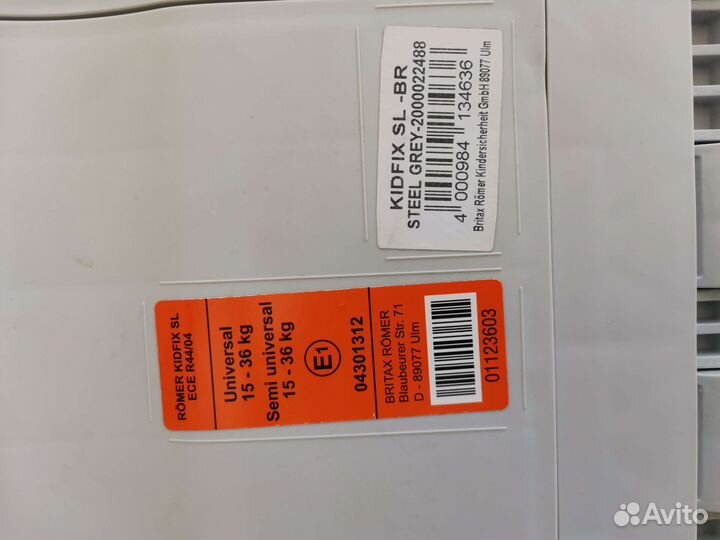 KIDFIX SL -BR
STEEL GREY-2000022488
4 000984 134636
Britax Römer Kindersicherheit GmbH 89077 Ulm
RÖMER KIDFIX SL
ECE R44/04
Universal
15 - 36 kg
Semi universal
15 - 36 kg
E1
04301312
BRITAX RÖMER
Blaubeurer Str. 71
D - 89077 Ulm
01123603
Avito